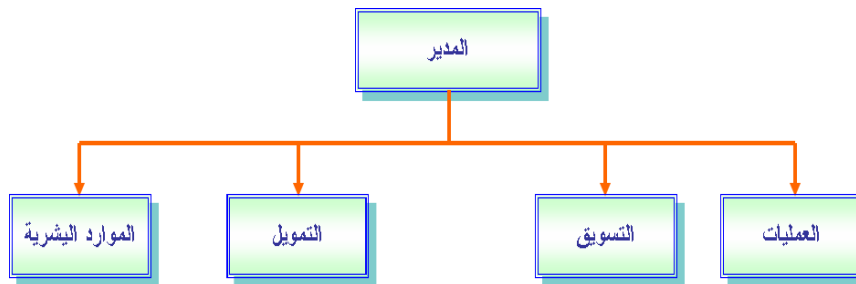 المدير
العمليات
التسويق
التمويل
الموارد البشرية